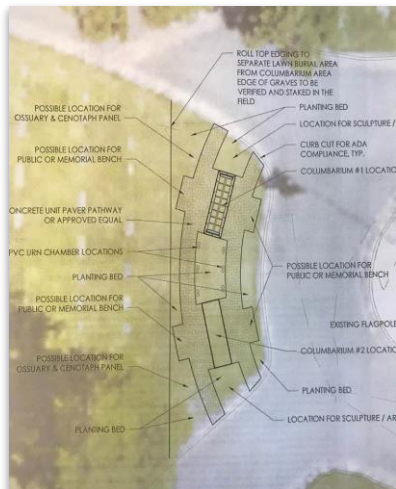 ROLL TOP EDGING TO
SEPARATE LAWN BURIAL AREA
FROM COLUMBARIUM AREA
EDGE OF GRAVES TO BE
VERIFIED AND STAKED IN THE
FIELD
POSSIBLE LOCATION FOR
OSSUARY & CENOTAPH PANEL
PLANTING BED
LOCATION FOR SCULPTURE /
POSSIBLE LOCATION FOR
PUBLIC OR MEMORIAL BENCH
CURB CUT FOR ADA
COMPLIANCE, TYP.
COLUMBARIUM #1 LOCATIO
ONCRETE UNIT PAVER PATHWAY
OR APPROVED EQUAL
PVC URN CHAMBER LOCATIONS
PLANTING BED
POSSIBLE LOCATION FOR
PUBLIC OR MEMORIAL BENCH
POSSIBLE LOCATION FOR
PUBLIC OR MEMORIAL BENCH
EXISTING FLAGPOLE
POSSIBLE LOCATION FOR
OSSUARY & CENOTAPH PANEL
COLUMBARIUM #2 LOCATIO
PLANTING BED
PLANTING BED
LOCATION FOR SCULPTURE / AR